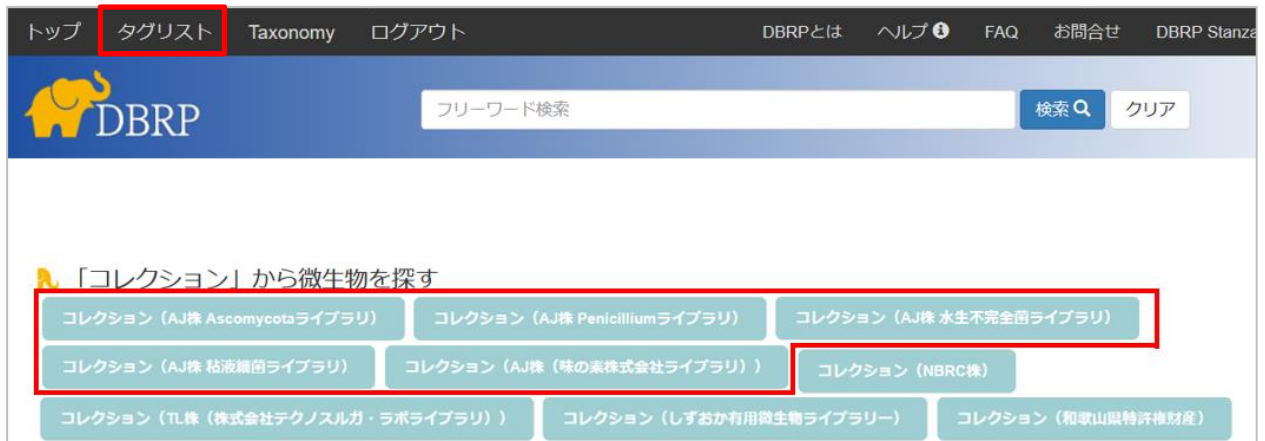 トップ タグリスト Taxonomy ログアウト DBRPとは ヘルプ FAQ お問合せ DBRP Stanza
DBRP フリーワード検索 検索 クリア
「コレクション」から微生物を探す
コレクション（AJ株 Ascomycotaライブラリ） コレクション（AJ株 Penicilliumライブラリ） コレクション（AJ株 水生不完全菌ライブラリ）
コレクション（AJ株 粘液細菌ライブラリ） コレクション（AJ株（味の素株式会社ライブラリ）） コレクション（NBRC株）
コレクション（TL株（株式会社テクノスルガ・ラボライブラリ）） コレクション（しずおか有用微生物ライブラリー） コレクション（和歌山県特許権財産）